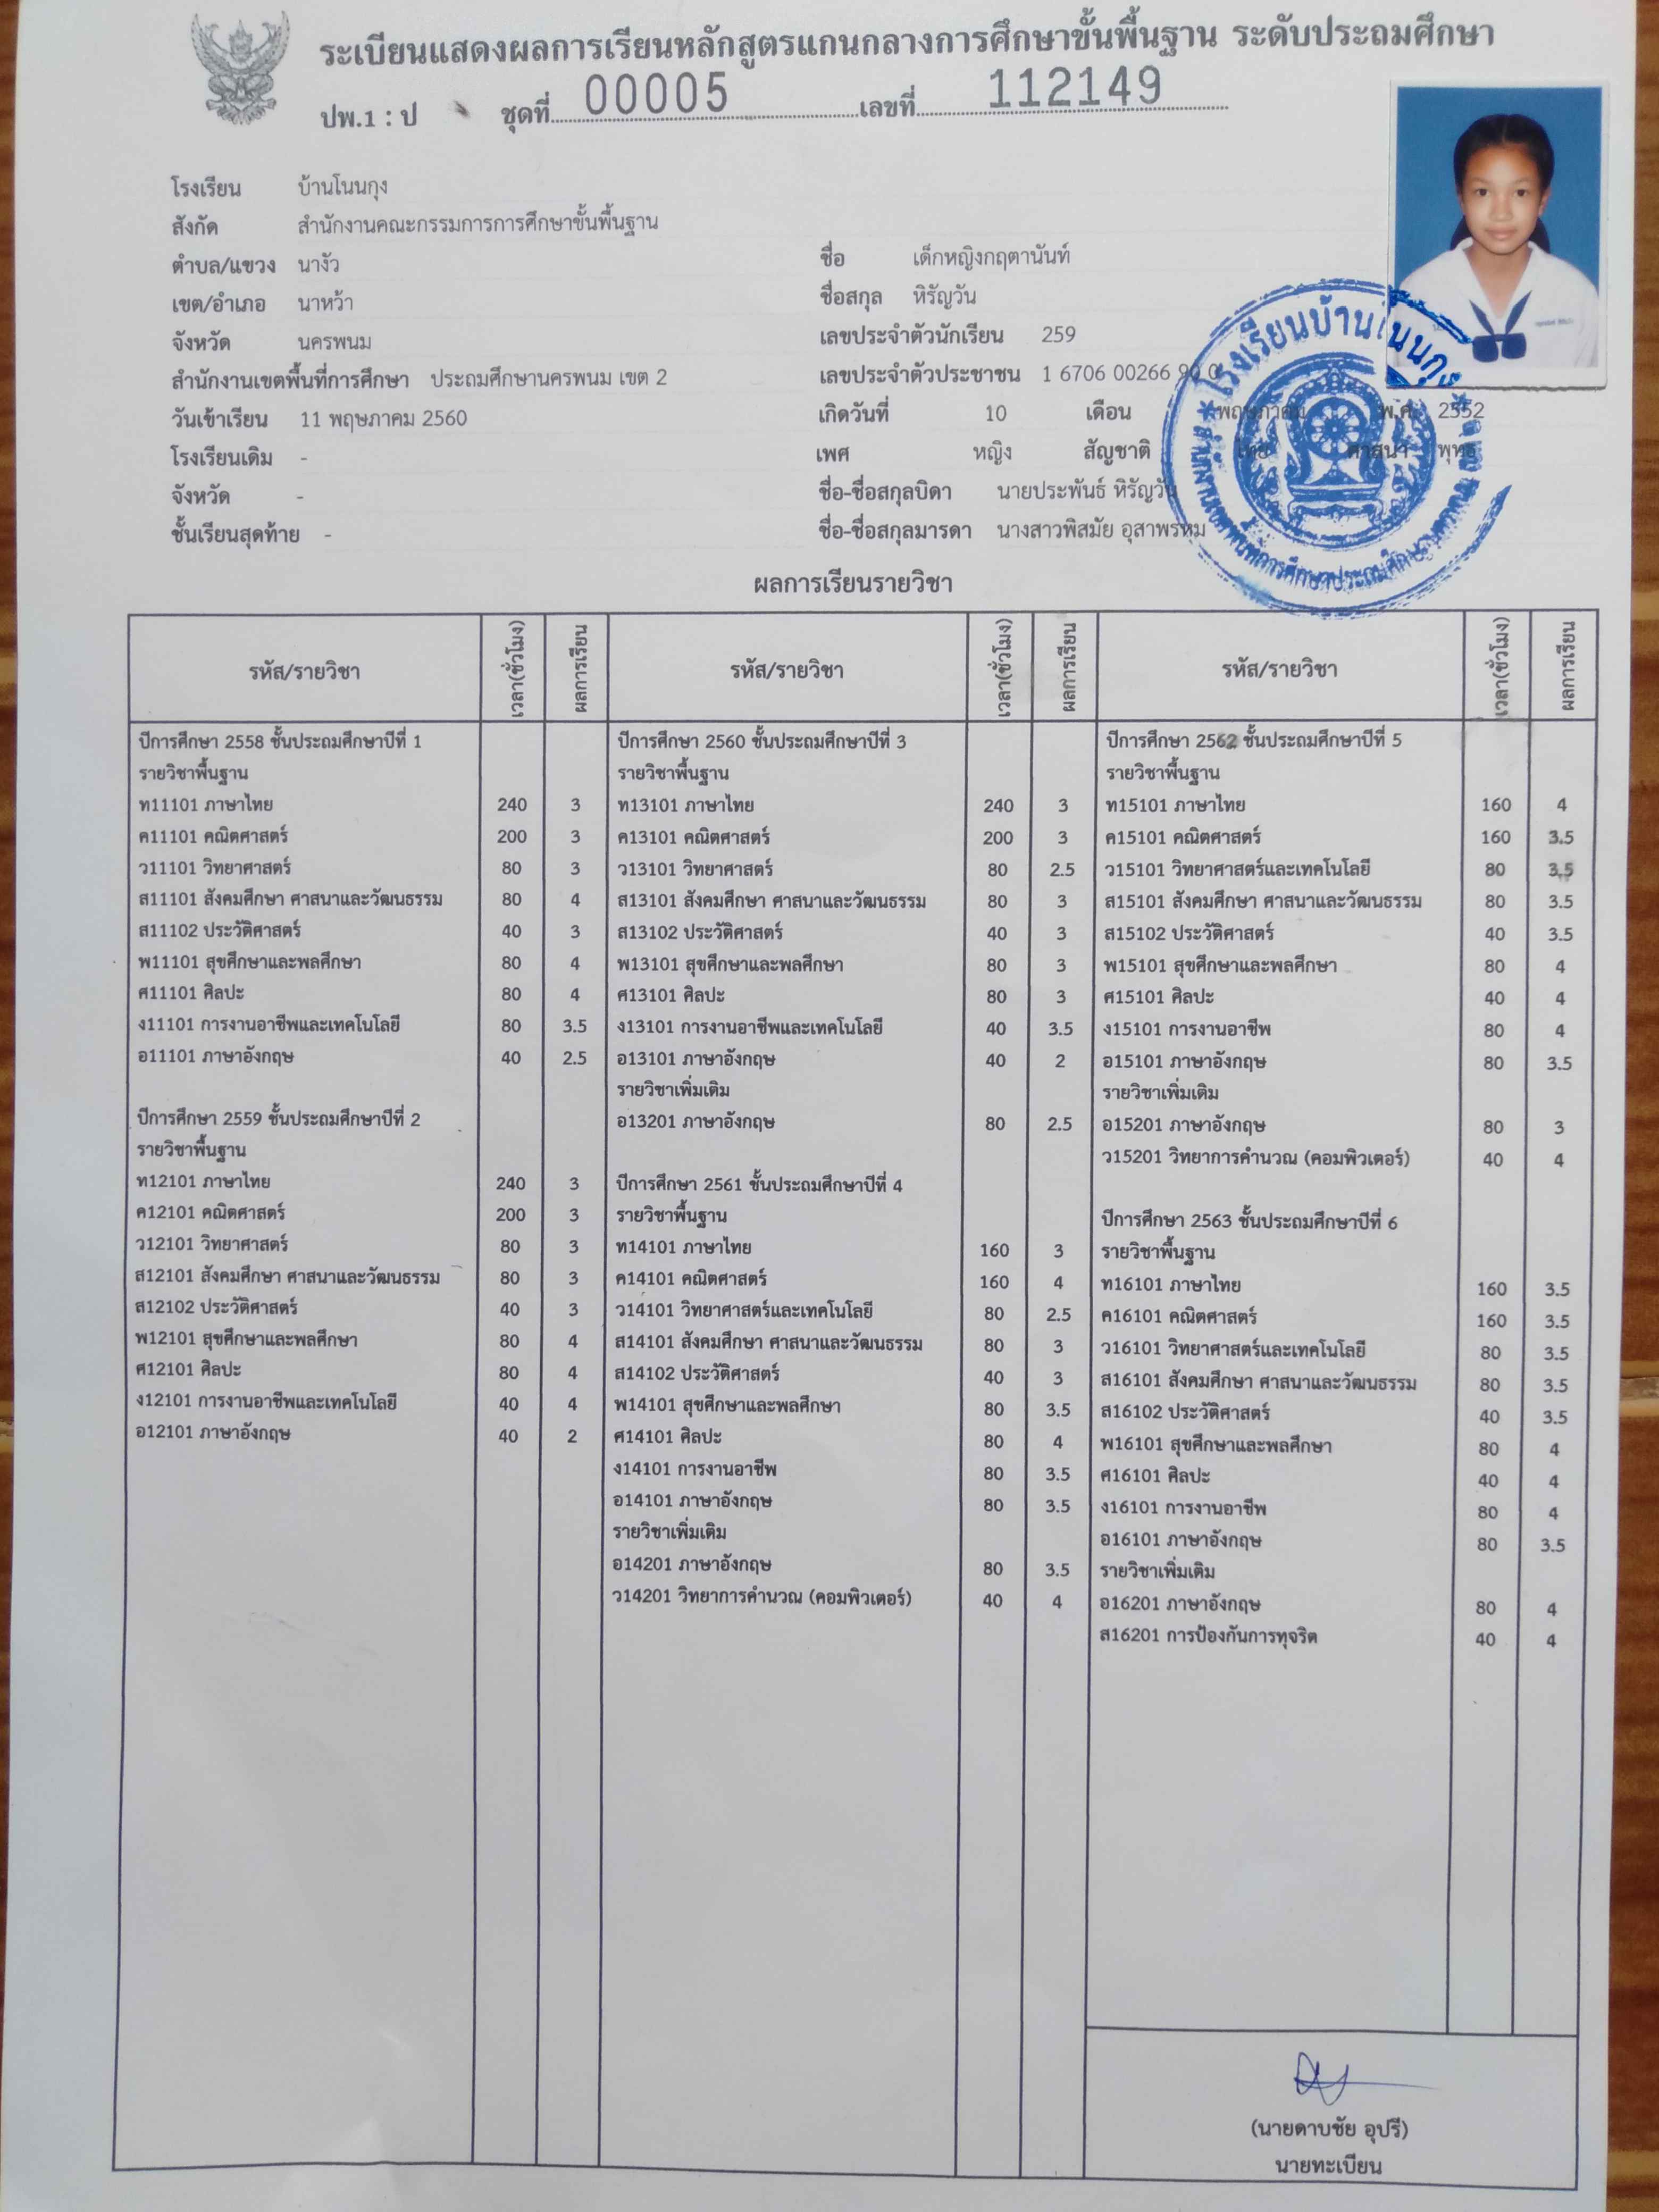 ระเบียนแสดงผลการเรียนหลักสูตรแกนกลางการศึกษาขั้นพื้นฐาน ระดับประถมศึกษา
ปพ.1 : ป ชุดที่ 00005 เลขที่ 112149
โรงเรียน บ้านโนนกุง
สังกัด สำนักงานคณะกรรมการการศึกษาขั้นพื้นฐาน
ตำบล/แขวง นางัว
เขต/อำเภอ นาหว้า
จังหวัด นครพนม
สำนักงานเขตพื้นที่การศึกษา ประถมศึกษานครพนม เขต 2
วันเข้าเรียน 11 พฤษภาคม 2560
โรงเรียนเดิม -
จังหวัด -
ชั้นเรียนสุดท้าย -
ชื่อ เด็กหญิงกฤตานันท์
ชื่อสกุล หิรัญวัน
เลขประจำตัวนักเรียน 259
เลขประจำตัวประชาชน 1 6706 00266 90 0
เกิดวันที่ 10 เดือน พฤษภาคม พ.ศ. 2552
เพศ หญิง สัญชาติ ไทย ศาสนา พุทธ
ชื่อ-ชื่อสกุลบิดา นายประพันธ์ หิรัญวัน
ชื่อ-ชื่อสกุลมารดา นางสาวพิสมัย อุสาพรหม
โรงเรียนบ้านโนนกุง
ผลการเรียนรายวิชา
รหัส/รายวิชา เวลา(ชั่วโมง) ผลการเรียน
ปีการศึกษา 2558 ชั้นประถมศึกษาปีที่ 1
รายวิชาพื้นฐาน
ท11101 ภาษาไทย 240 3
ค11101 คณิตศาสตร์ 200 3
ว11101 วิทยาศาสตร์ 80 3
ส11101 สังคมศึกษา ศาสนาและวัฒนธรรม 80 4
ส11102 ประวัติศาสตร์ 40 3
พ11101 สุขศึกษาและพลศึกษา 80 4
ศ11101 ศิลปะ 80 4
ง11101 การงานอาชีพและเทคโนโลยี 80 3.5
อ11101 ภาษาอังกฤษ 40 2.5
ปีการศึกษา 2559 ชั้นประถมศึกษาปีที่ 2
รายวิชาพื้นฐาน
ท12101 ภาษาไทย 240 3
ค12101 คณิตศาสตร์ 200 3
ว12101 วิทยาศาสตร์ 80 3
ส12101 สังคมศึกษา ศาสนาและวัฒนธรรม 80 3
ส12102 ประวัติศาสตร์ 40 3
พ12101 สุขศึกษาและพลศึกษา 80 4
ศ12101 ศิลปะ 80 4
ง12101 การงานอาชีพและเทคโนโลยี 40 4
อ12101 ภาษาอังกฤษ 40 2
รหัส/รายวิชา เวลา(ชั่วโมง) ผลการเรียน
ปีการศึกษา 2560 ชั้นประถมศึกษาปีที่ 3
รายวิชาพื้นฐาน
ท13101 ภาษาไทย 240 3
ค13101 คณิตศาสตร์ 200 3
ว13101 วิทยาศาสตร์ 80 2.5
ส13101 สังคมศึกษา ศาสนาและวัฒนธรรม 80 3
ส13102 ประวัติศาสตร์ 40 3
พ13101 สุขศึกษาและพลศึกษา 80 3
ศ13101 ศิลปะ 80 3
ง13101 การงานอาชีพและเทคโนโลยี 40 3.5
อ13101 ภาษาอังกฤษ 40 2
รายวิชาเพิ่มเติม
อ13201 ภาษาอังกฤษ 80 2.5
ปีการศึกษา 2561 ชั้นประถมศึกษาปีที่ 4
รายวิชาพื้นฐาน
ท14101 ภาษาไทย 160 3
ค14101 คณิตศาสตร์ 160 4
ว14101 วิทยาศาสตร์และเทคโนโลยี 80 2.5
ส14101 สังคมศึกษา ศาสนาและวัฒนธรรม 80 3
ส14102 ประวัติศาสตร์ 40 3
พ14101 สุขศึกษาและพลศึกษา 80 3.5
ศ14101 ศิลปะ 80 4
ง14101 การงานอาชีพ 80 3.5
อ14101 ภาษาอังกฤษ 80 3.5
รายวิชาเพิ่มเติม
อ14201 ภาษาอังกฤษ 80 3.5
ว14201 วิทยาการคำนวณ (คอมพิวเตอร์) 40 4
รหัส/รายวิชา เวลา(ชั่วโมง) ผลการเรียน
ปีการศึกษา 2562 ชั้นประถมศึกษาปีที่ 5
รายวิชาพื้นฐาน
ท15101 ภาษาไทย 160 4
ค15101 คณิตศาสตร์ 160 3.5
ว15101 วิทยาศาสตร์และเทคโนโลยี 80 3.5
ส15101 สังคมศึกษา ศาสนาและวัฒนธรรม 80 3.5
ส15102 ประวัติศาสตร์ 40 3.5
พ15101 สุขศึกษาและพลศึกษา 80 4
ศ15101 ศิลปะ 40 4
ง15101 การงานอาชีพ 80 4
อ15101 ภาษาอังกฤษ 80 3.5
รายวิชาเพิ่มเติม
อ15201 ภาษาอังกฤษ 80 3
ว15201 วิทยาการคำนวณ (คอมพิวเตอร์) 40 4
ปีการศึกษา 2563 ชั้นประถมศึกษาปีที่ 6
รายวิชาพื้นฐาน
ท16101 ภาษาไทย 160 3.5
ค16101 คณิตศาสตร์ 160 3.5
ว16101 วิทยาศาสตร์และเทคโนโลยี 80 3.5
ส16101 สังคมศึกษา ศาสนาและวัฒนธรรม 80 3.5
ส16102 ประวัติศาสตร์ 40 3.5
พ16101 สุขศึกษาและพลศึกษา 80 4
ศ16101 ศิลปะ 40 4
ง16101 การงานอาชีพ 80 4
อ16101 ภาษาอังกฤษ 80 3.5
รายวิชาเพิ่มเติม
อ16201 ภาษาอังกฤษ 80 4
ส16201 การป้องกันการทุจริต 40 4
(นายดาบชัย อุปรี)
นายทะเบียน